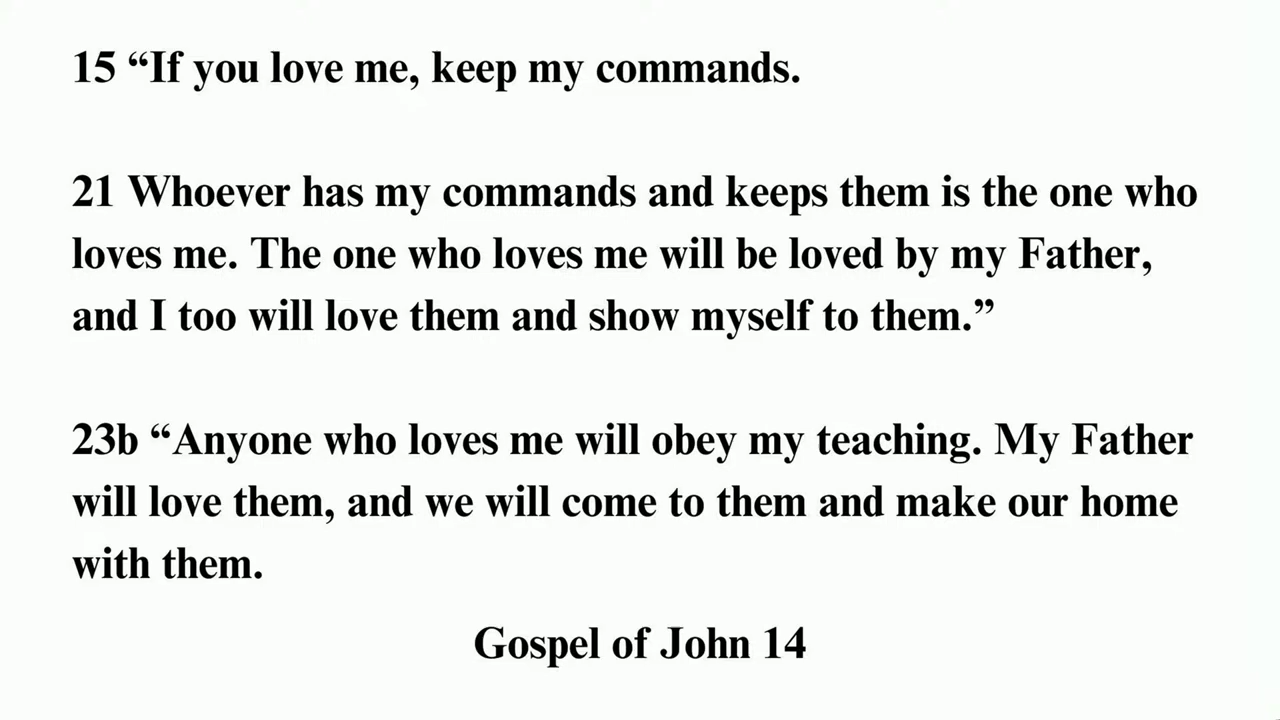 15 “If you love me, keep my commands.
21 Whoever has my commands and keeps them is the one who
loves me. The one who loves me will be loved by my Father,
and I too will love them and show myself to them.”
23b “Anyone who loves me will obey my teaching. My Father
will love them, and we will come to them and make our home
with them.
Gospel of John 14